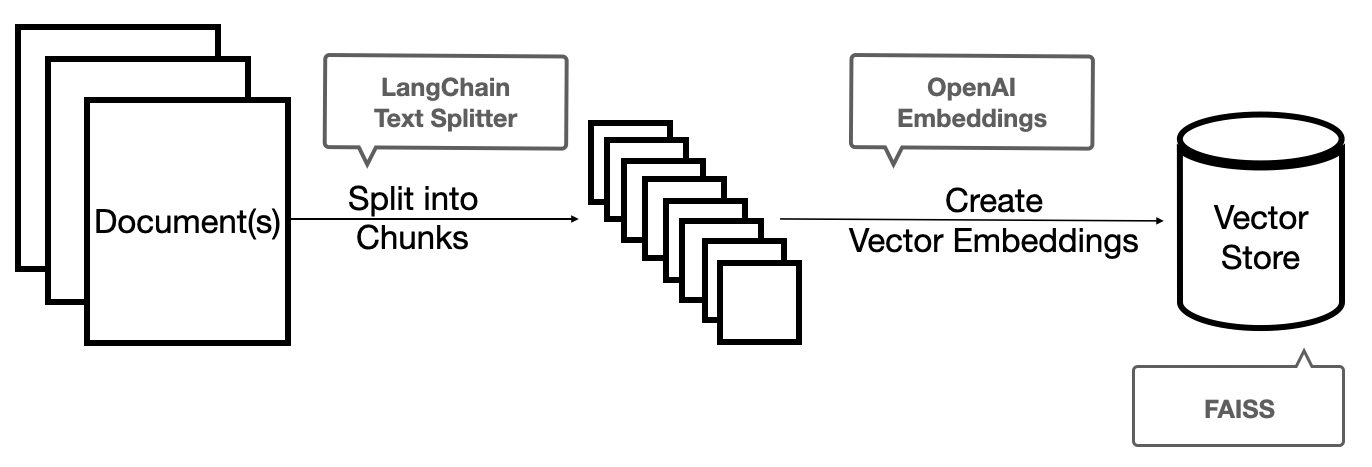 LangChain
Text Splitter
OpenAI
Embeddings
Document(s)
Split into
Chunks
Create
Vector Embeddings
Vector
Store
FAISS